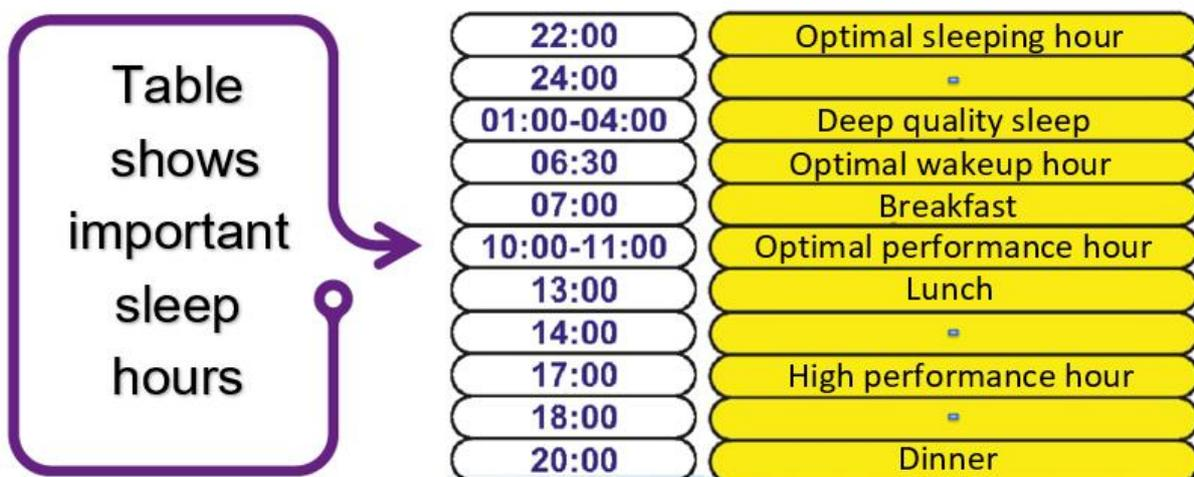 Table
shows
important
sleep
hours
22:00 Optimal sleeping hour
24:00 -
01:00-04:00 Deep quality sleep
06:30 Optimal wakeup hour
07:00 Breakfast
10:00-11:00 Optimal performance hour
13:00 Lunch
14:00 -
17:00 High performance hour
18:00 -
20:00 Dinner